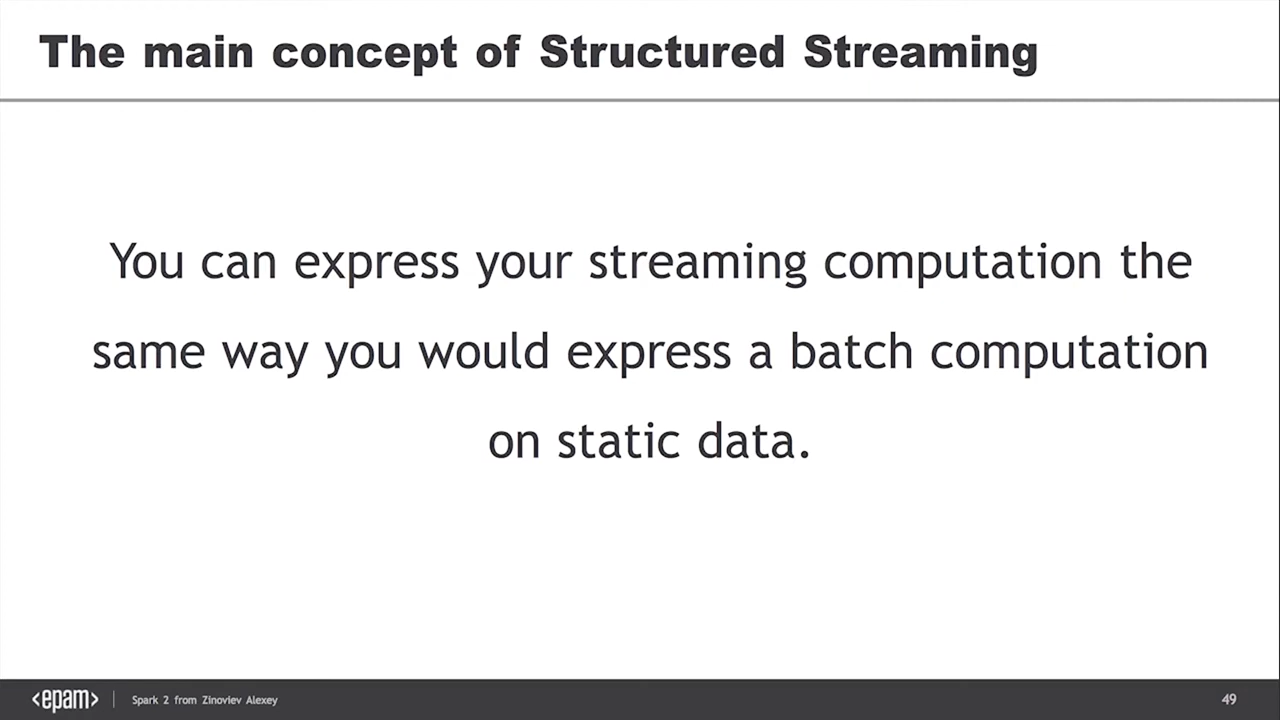 The main concept of Structured Streaming
You can express your streaming computation the
same way you would express a batch computation
on static data.
<epam> | Spark 2 from Zinoviev Alexey 49